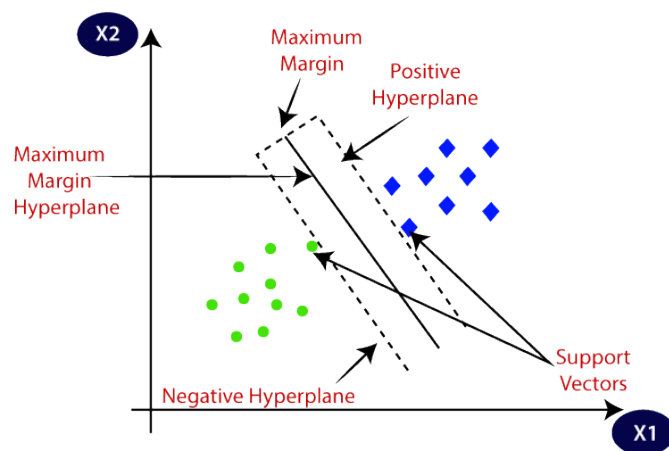 X2
Maximum
Margin
Positive
Hyperplane
Maximum
Margin
Hyperplane
Support
Vectors
Negative Hyperplane
X1